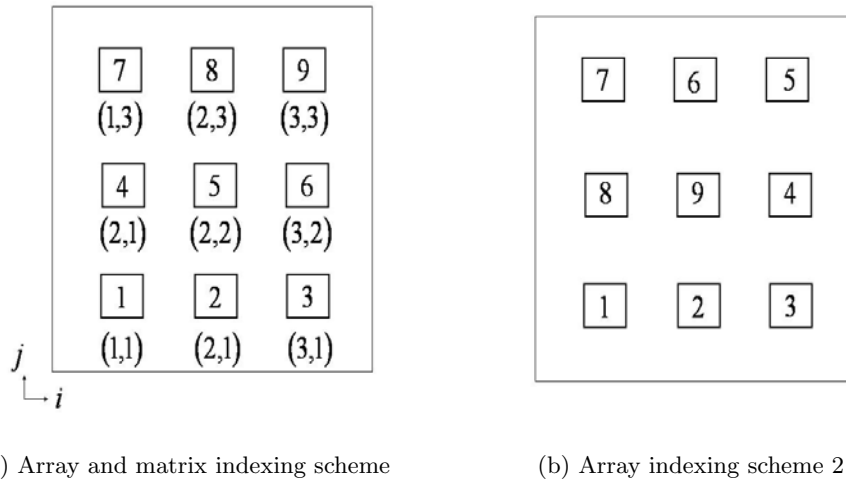 7 8 9
(1,3) (2,3) (3,3)
4 5 6
(2,1) (2,2) (3,2)
1 2 3
(1,1) (2,1) (3,1)
j
i
) Array and matrix indexing scheme
7 6 5
8 9 4
1 2 3
(b) Array indexing scheme 2